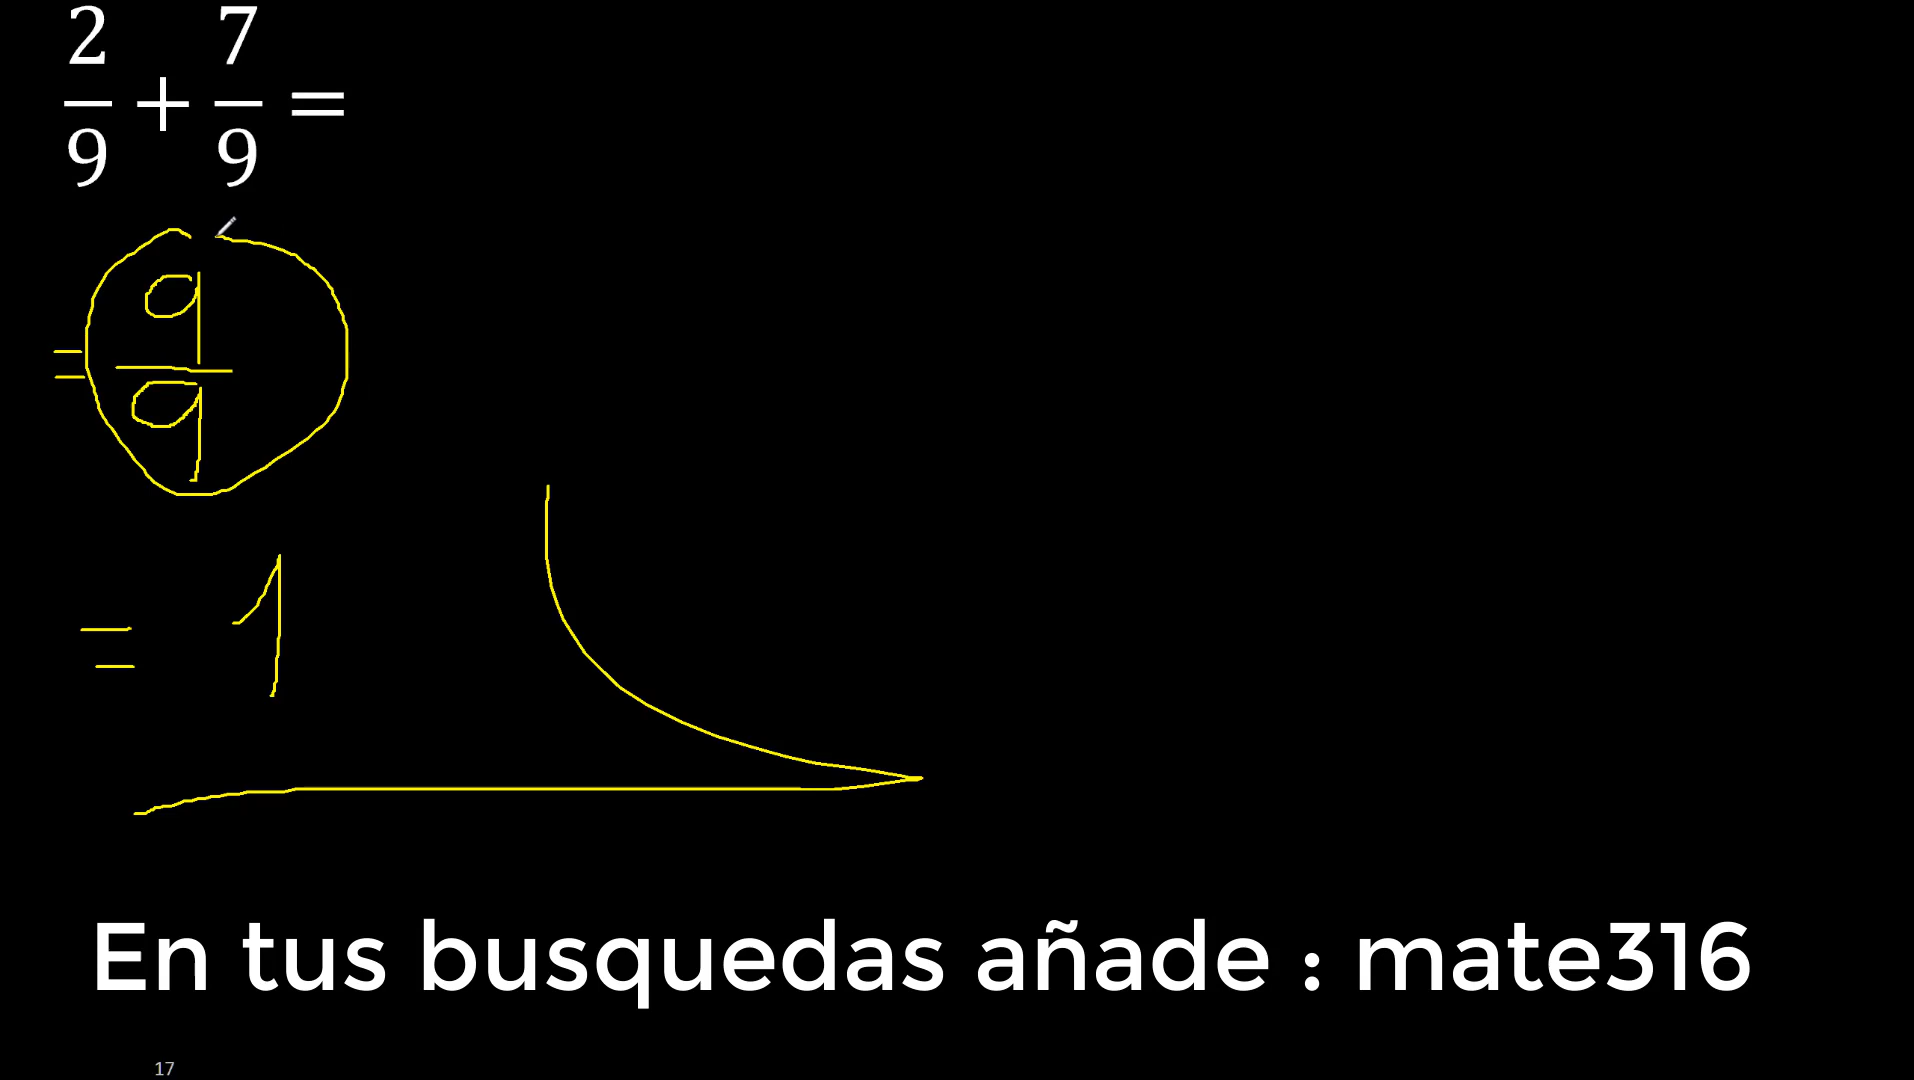 2/9 + 7/9 =
= 9/9
= 1
En tus busquedas añade : mate316
17